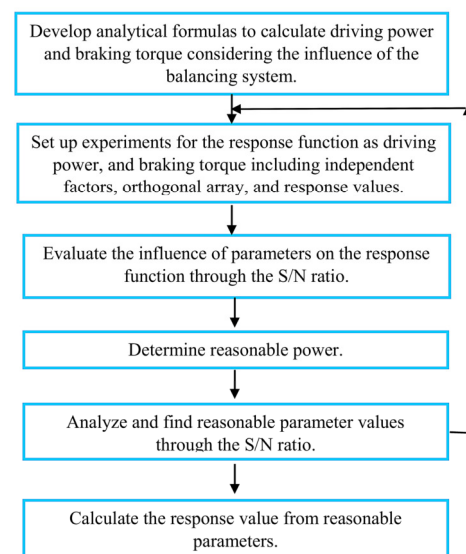 Develop analytical formulas to calculate driving power
and braking torque considering the influence of the
balancing system.
Set up experiments for the response function as driving
power, and braking torque including independent
factors, orthogonal array, and response values.
Evaluate the influence of parameters on the response
function through the S/N ratio.
Determine reasonable power.
Analyze and find reasonable parameter values
through the S/N ratio.
Calculate the response value from reasonable
parameters.